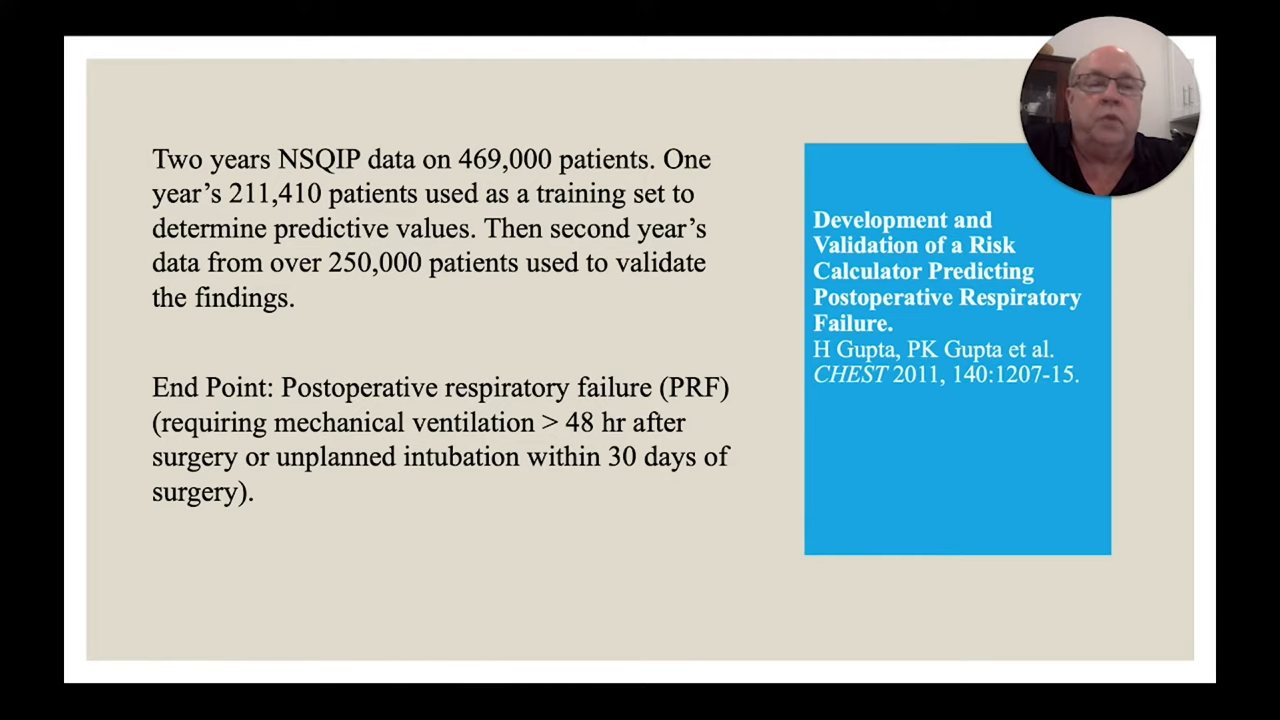 Two years NSQIP data on 469,000 patients. One
year’s 211,410 patients used as a training set to
determine predictive values. Then second year’s
data from over 250,000 patients used to validate
the findings.
End Point: Postoperative respiratory failure (PRF)
(requiring mechanical ventilation > 48 hr after
surgery or unplanned intubation within 30 days of
surgery).
Development and
Validation of a Risk
Calculator Predicting
Postoperative Respiratory
Failure.
H Gupta, PK Gupta et al.
CHEST 2011, 140:1207-15.